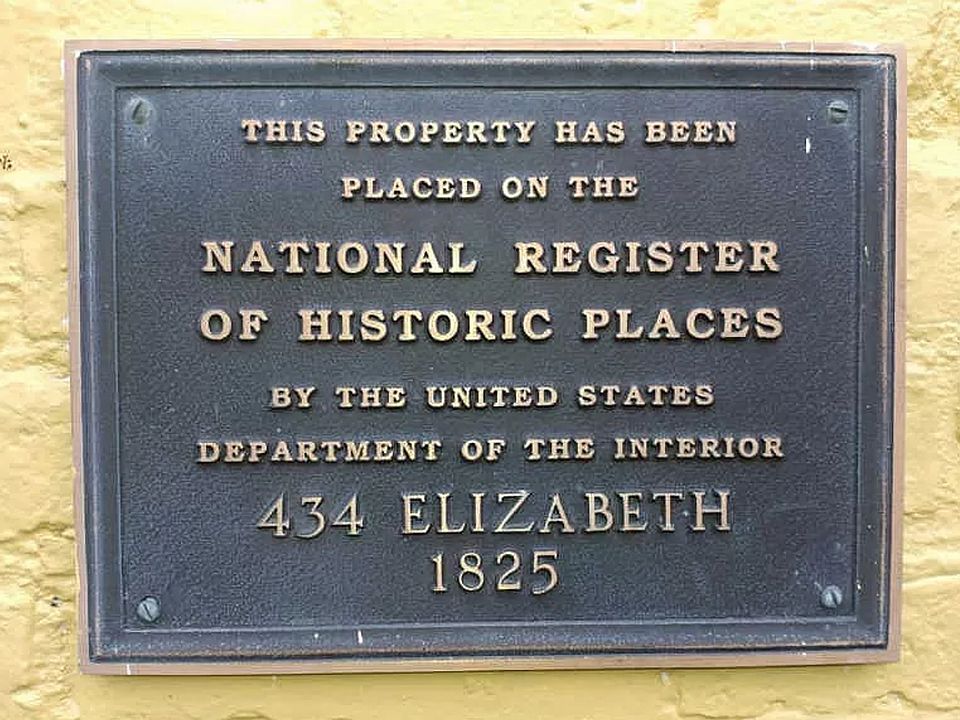 THIS PROPERTY HAS BEEN
PLACED ON THE
NATIONAL REGISTER
OF HISTORIC PLACES
BY THE UNITED STATES
DEPARTMENT OF THE INTERIOR
434 ELIZABETH
1825